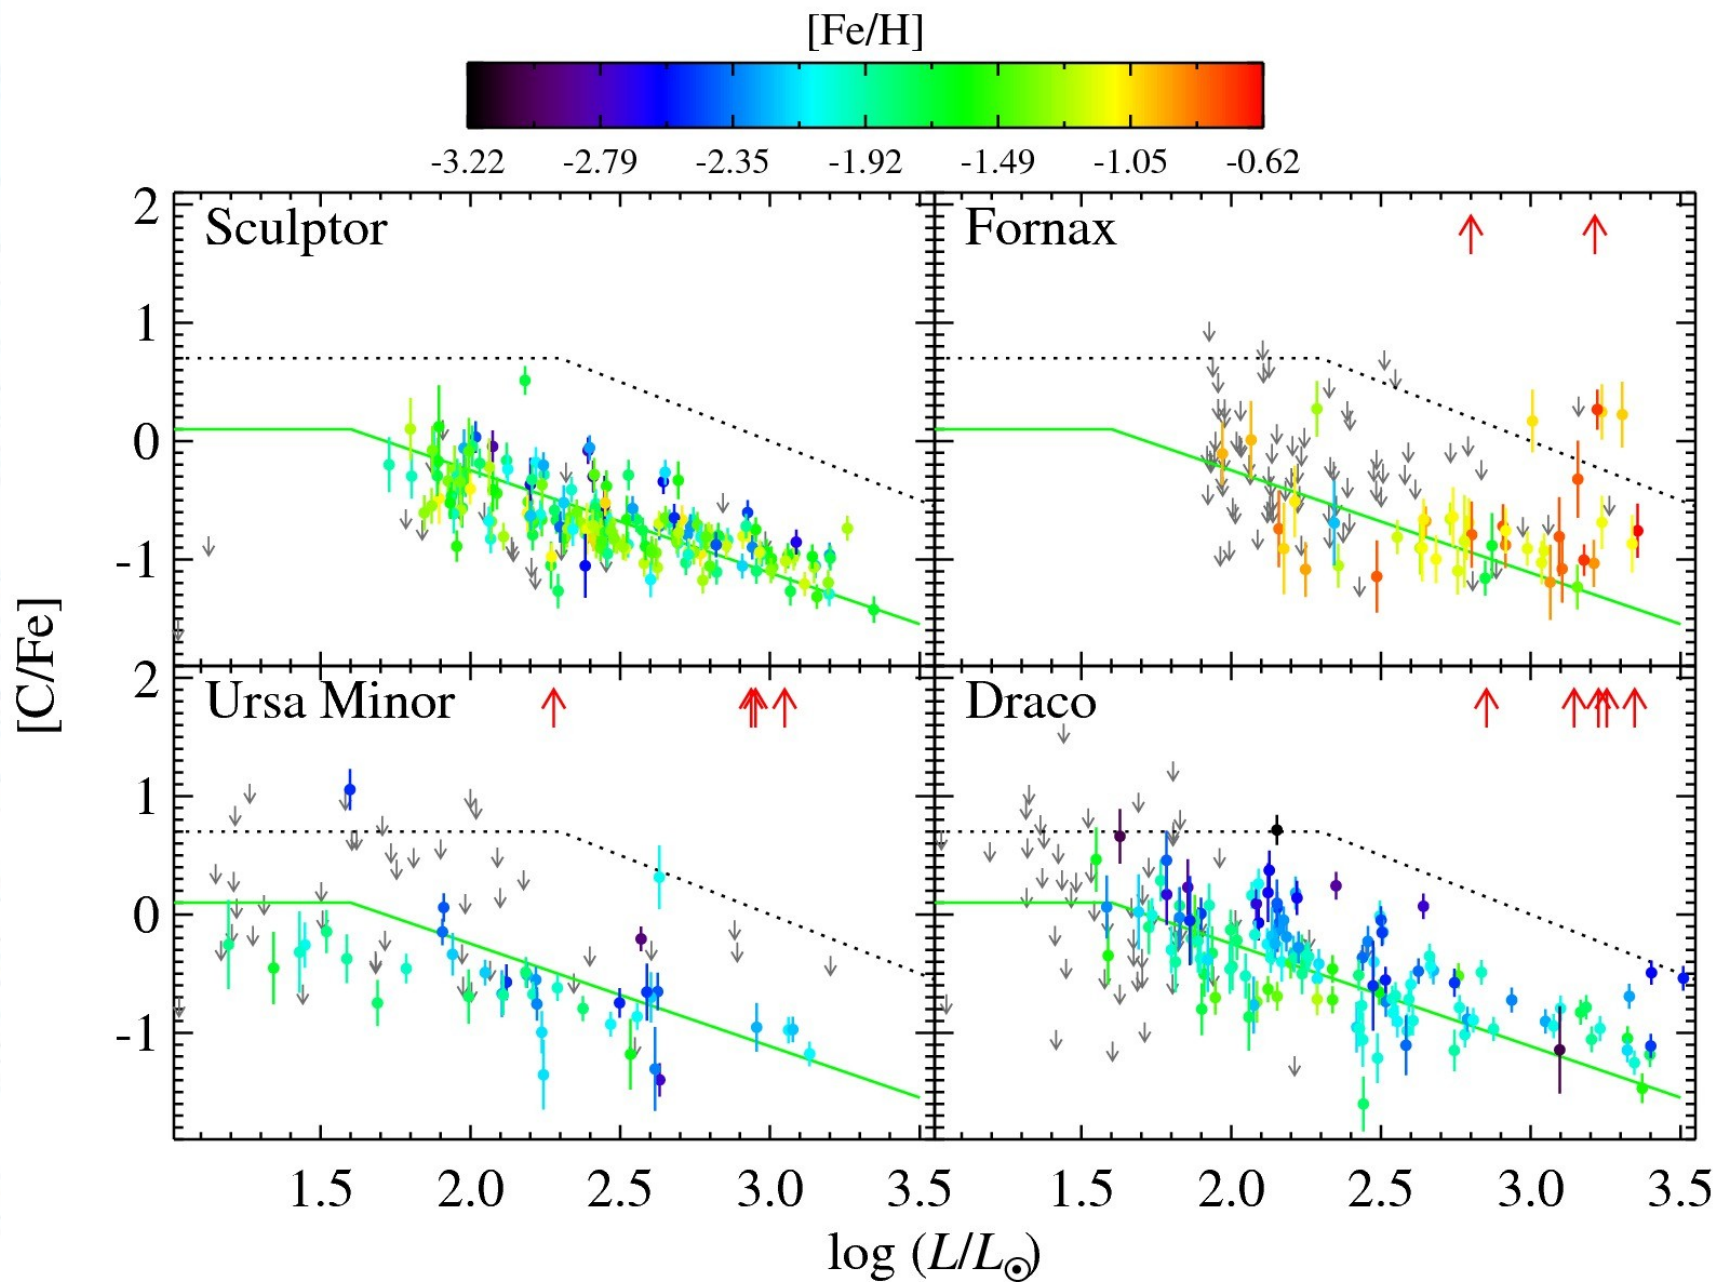 [Fe/H]
-3.22 -2.79 -2.35 -1.92 -1.49 -1.05 -0.62
Sculptor
Fornax
2
1
0
-1
Ursa Minor
Draco
2
1
0
-1
[C/Fe]
1.5 2.0 2.5 3.0 3.5 1.5 2.0 2.5 3.0 3.5
log (L/L☉)